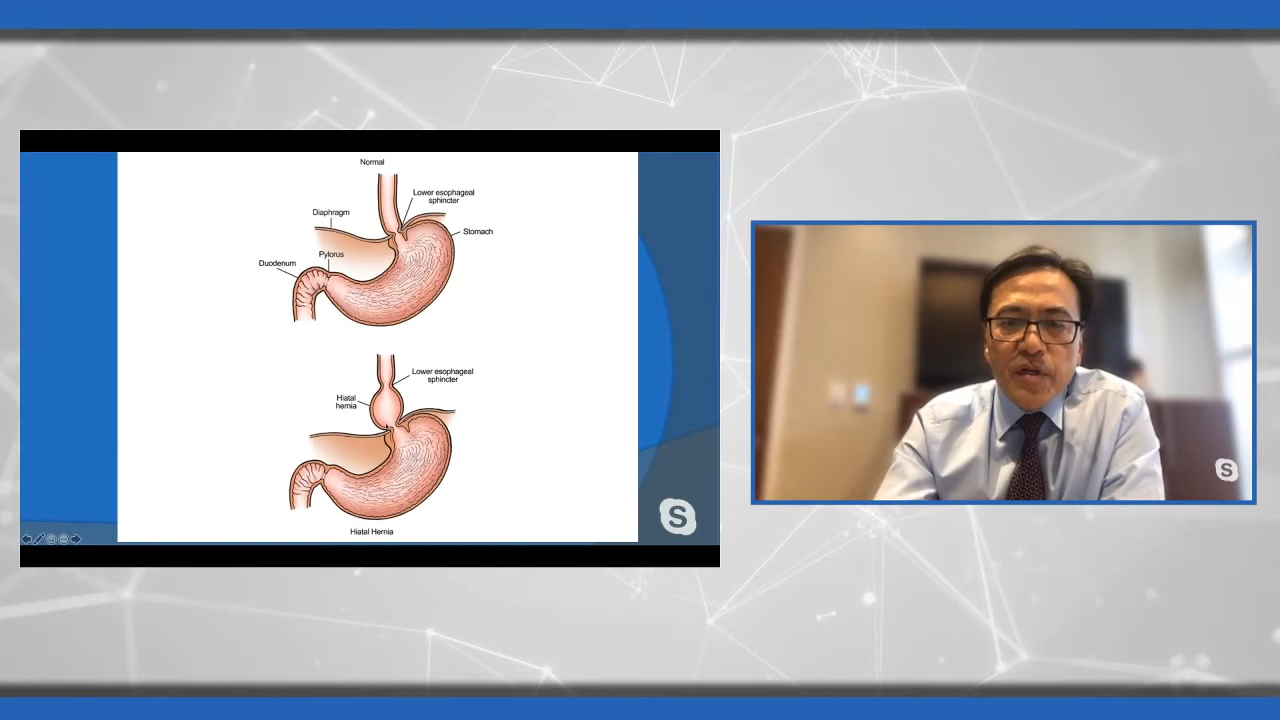 Normal
Lower esophageal
sphincter
Diaphragm
Stomach
Pylorus
Duodenum
Lower esophageal
sphincter
Hiatal
hernia
Hiatal Hernia